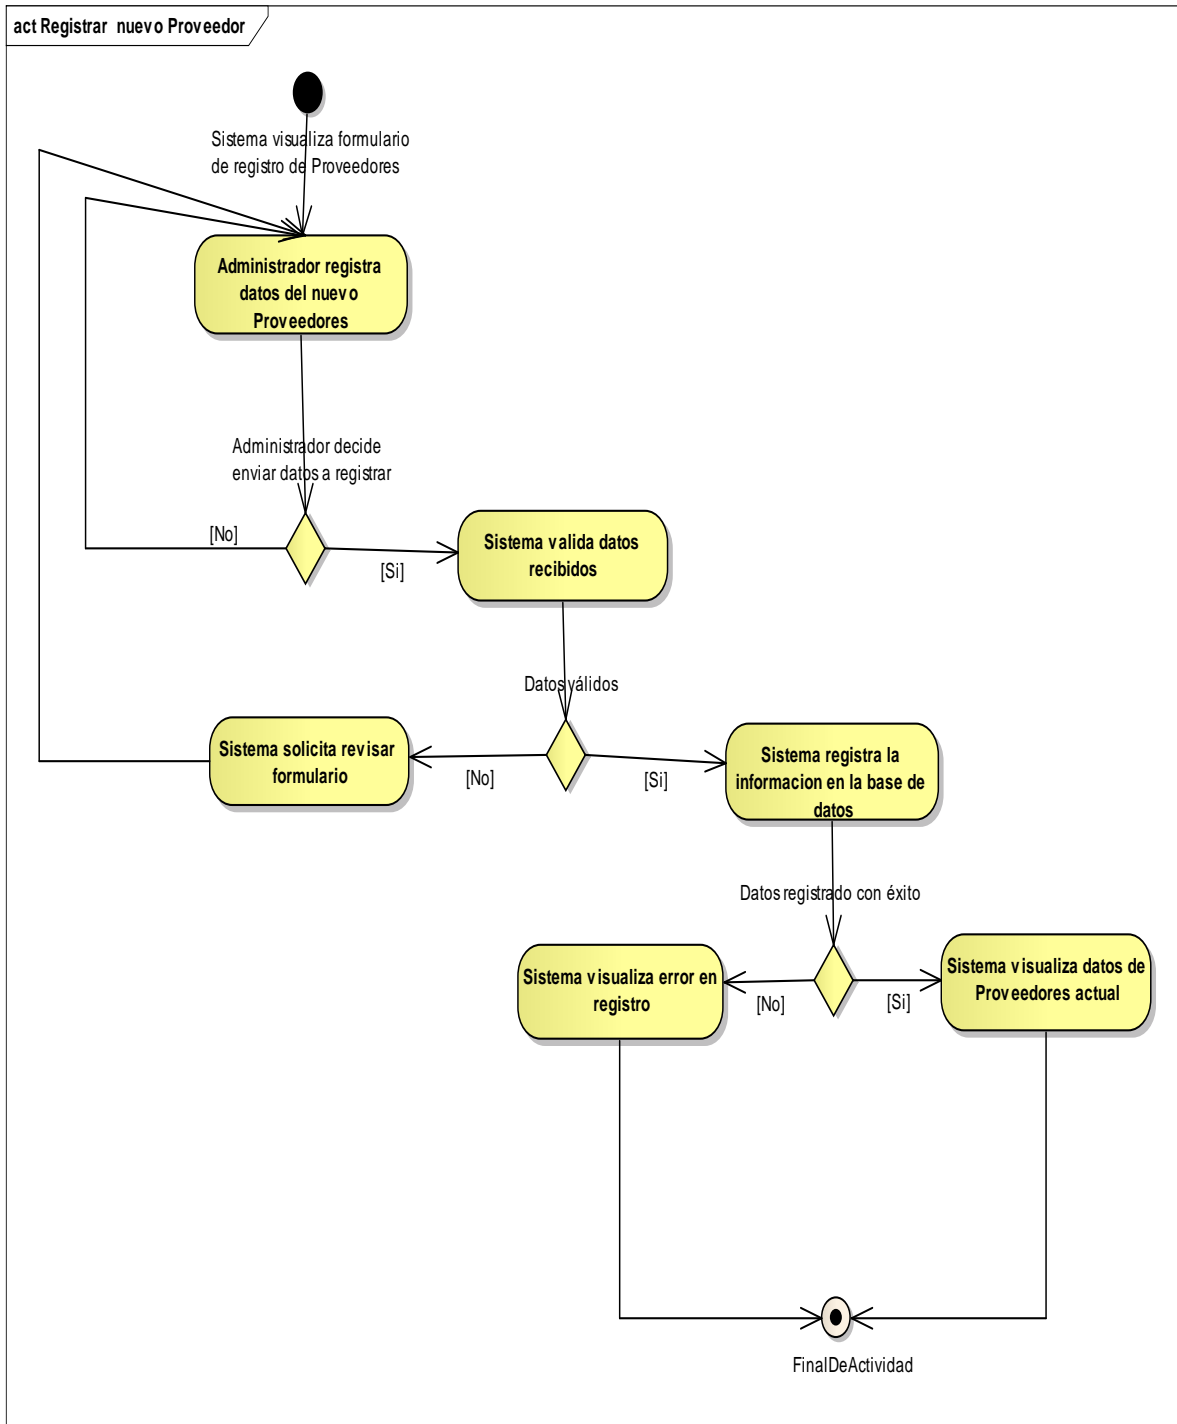 act Registrar nuevo Proveedor
Sistema visualiza formulario
de registro de Proveedores
Administrador registra
datos del nuevo
Proveedores
Administrador decide
enviar datos a registrar
[No]
[Si]
Sistema valida datos
recibidos
Datos válidos
Sistema solicita revisar
formulario
[No]
[Si]
Sistema registra la
informacion en la base de
datos
Datos registrado con éxito
Sistema visualiza error en
registro
[No]
[Si]
Sistema visualiza datos de
Proveedores actual
FinalDeActividad